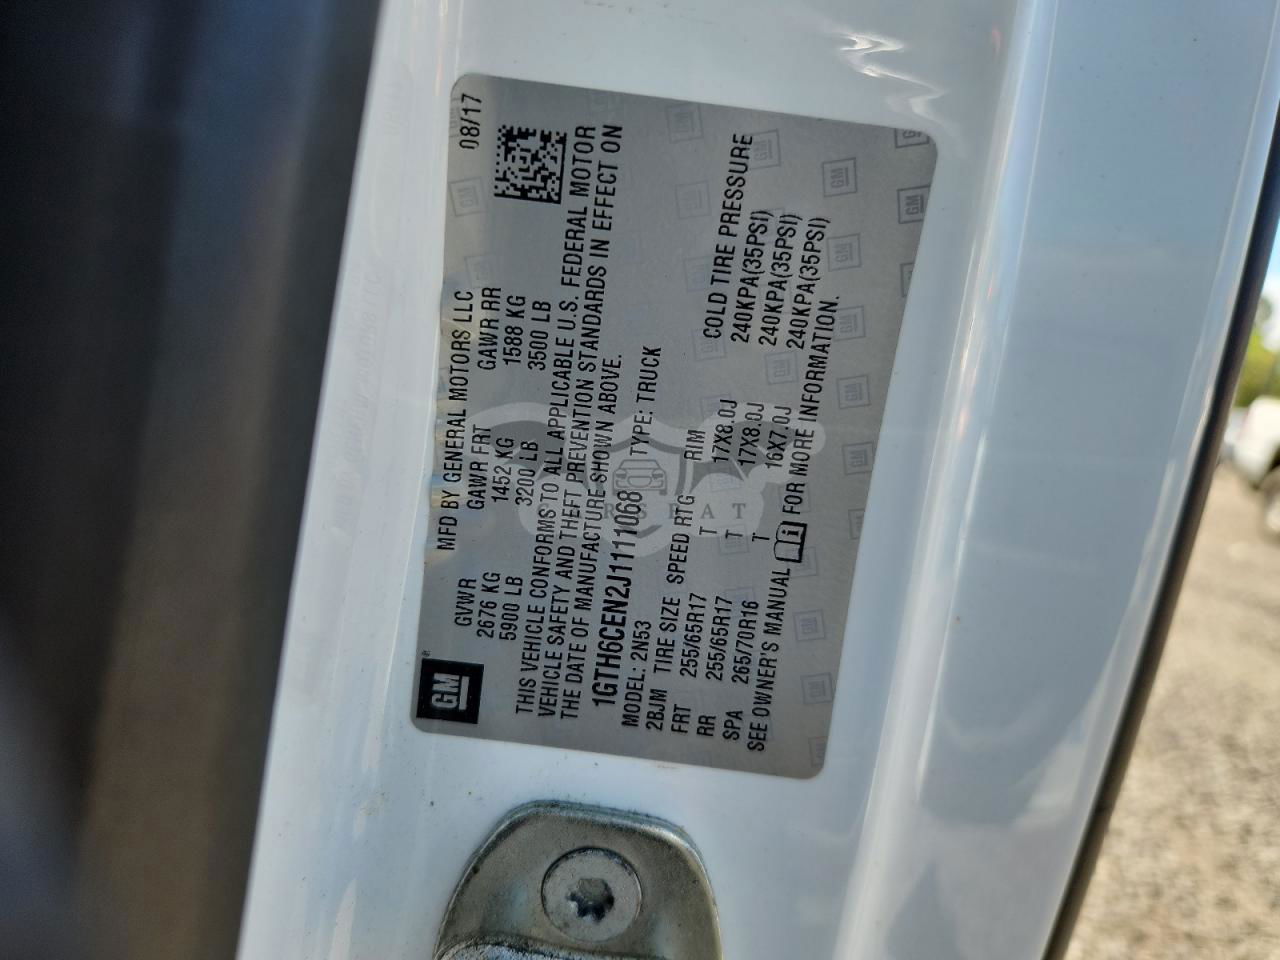 GM
MFD BY GENERAL MOTORS LLC 08/17
GVWR GAWR FRT GAWR RR
2676 KG 1452 KG 1588 KG
5900 LB 3200 LB 3500 LB
THIS VEHICLE CONFORMS TO ALL APPLICABLE U.S. FEDERAL MOTOR
VEHICLE SAFETY AND THEFT PREVENTION STANDARDS IN EFFECT ON
THE DATE OF MANUFACTURE SHOWN ABOVE.
1GTH6CEN2J1111068 TYPE: TRUCK
MODEL: 2N53
2BJM TIRE SIZE SPEED RTG RIM COLD TIRE PRESSURE
FRT 255/65R17 T 17X8.0J 240KPA(35PSI)
RR 255/65R17 T 17X8.0J 240KPA(35PSI)
SPA 265/70R16 T 16X7.0J 240KPA(35PSI)
SEE OWNER'S MANUAL FOR MORE INFORMATION.